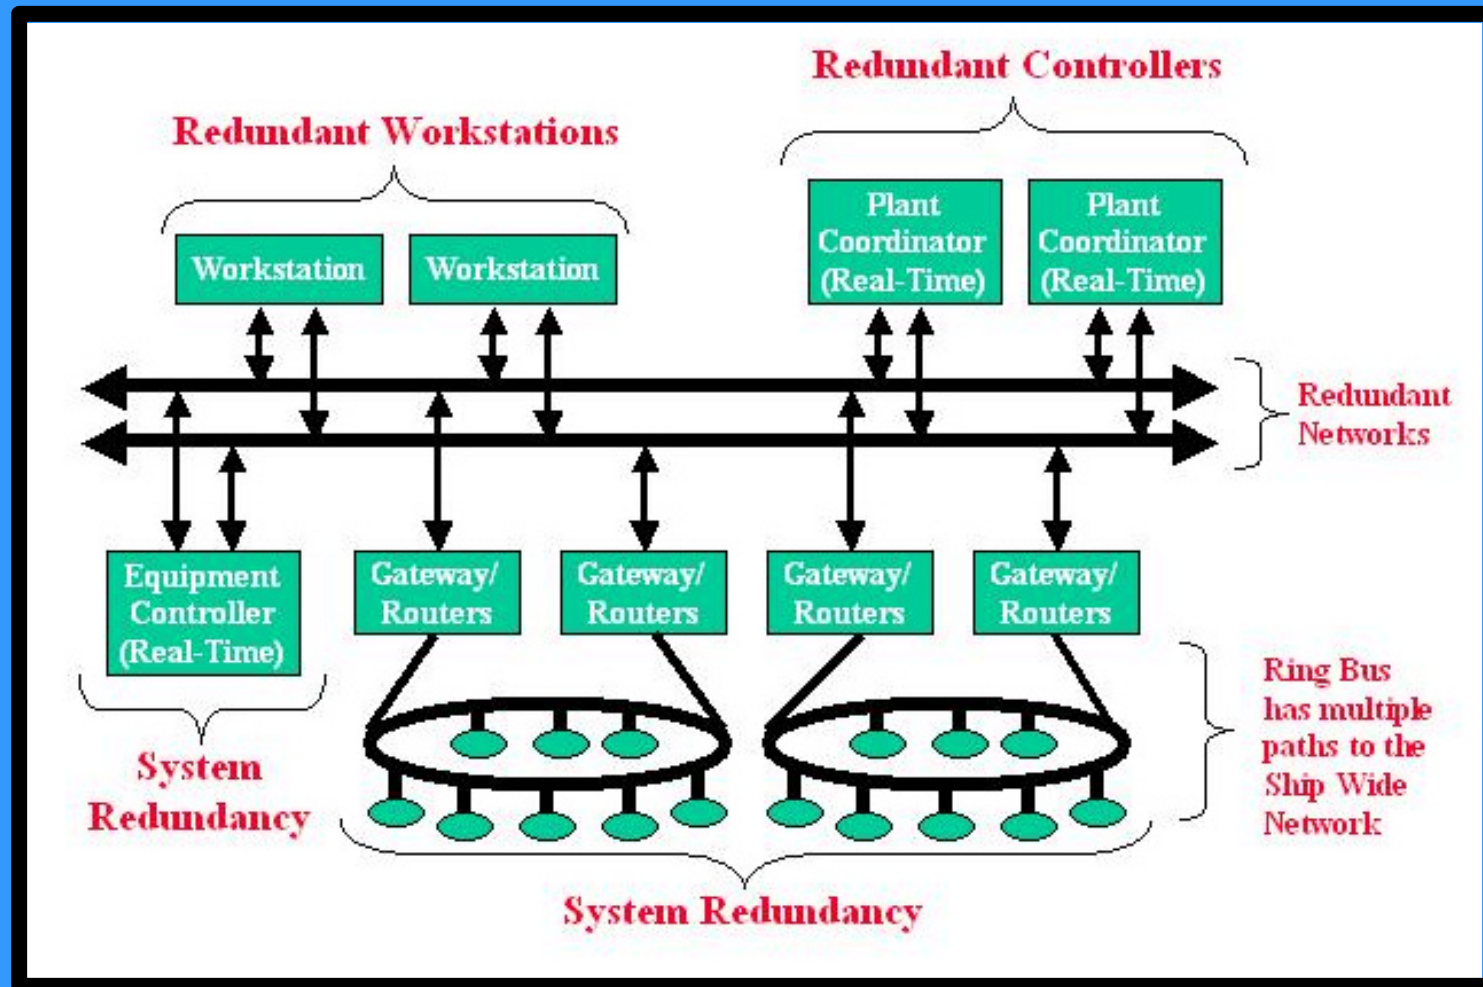 Redundant Controllers
Redundant Workstations
Plant
Coordinator
(Real-Time)
Plant
Coordinator
(Real-Time)
Workstation
Workstation
Redundant
Networks
Equipment
Controller
(Real-Time)
Gateway/
Routers
Gateway/
Routers
Gateway/
Routers
Gateway/
Routers
Ring Bus
has multiple
paths to the
Ship Wide
Network
System
Redundancy
System Redundancy